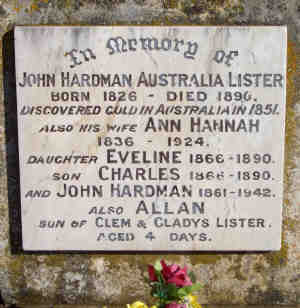 In Memory of
JOHN HARDMAN AUSTRALIA LISTER
BORN 1826 - DIED 1890.
DISCOVERED GOLD IN AUSTRALIA IN 1851.
ALSO HIS WIFE ANN HANNAH
1836 - 1924.
DAUGHTER EVELINE 1866-1890.
SON CHARLES 1866-1890.
AND JOHN HARDMAN 1861-1942.
ALSO ALLAN
SON OF CLEM & GLADYS LISTER.
AGED 4 DAYS.